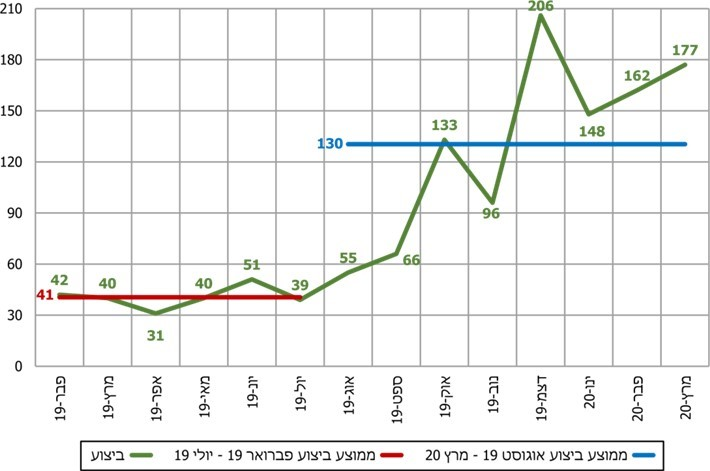 210
206
180
177
162
150
148
133
130
120
96
90
66
60
55
51
42
40
40
39
41
31
30
0
פבר-19
מרץ-19
אפר-19
מאי-19
יונ-19
יול-19
אוג-19
ספט-19
אוק-19
נוב-19
דצמ-19
ינו-20
פבר-20
מרץ-20
ביצוע
ממוצע ביצוע פברואר 19 - יולי 19
ממוצע ביצוע אוגוסט 19 - מרץ 20